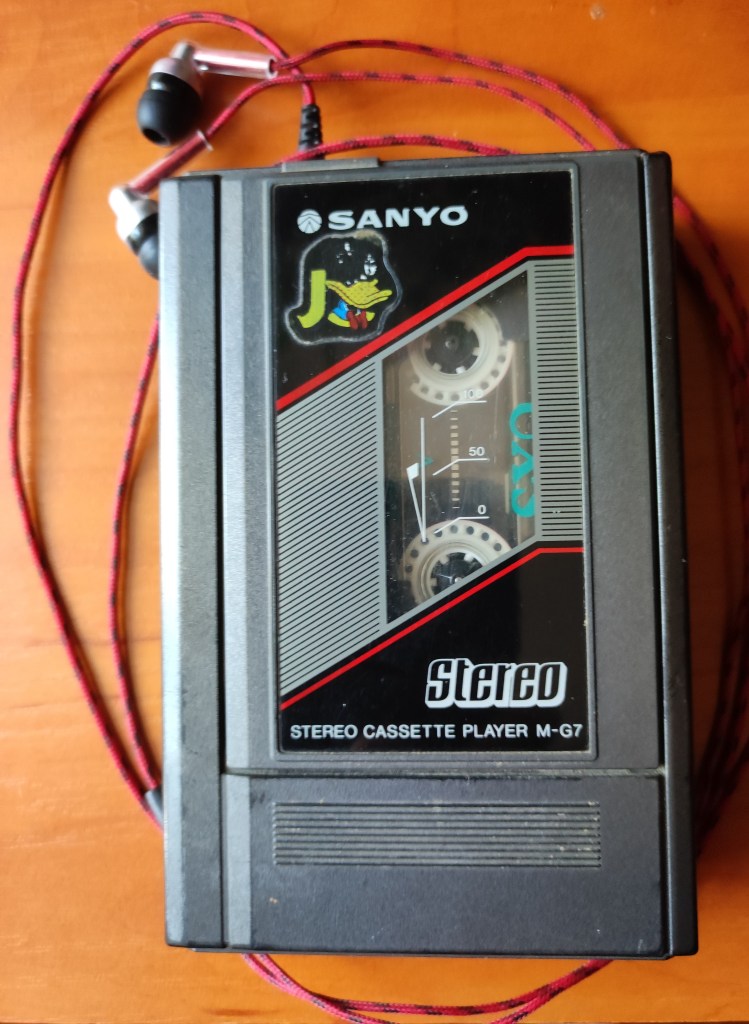 SANYO
J
100
50
0
Stereo
STEREO CASSETTE PLAYER M-G7